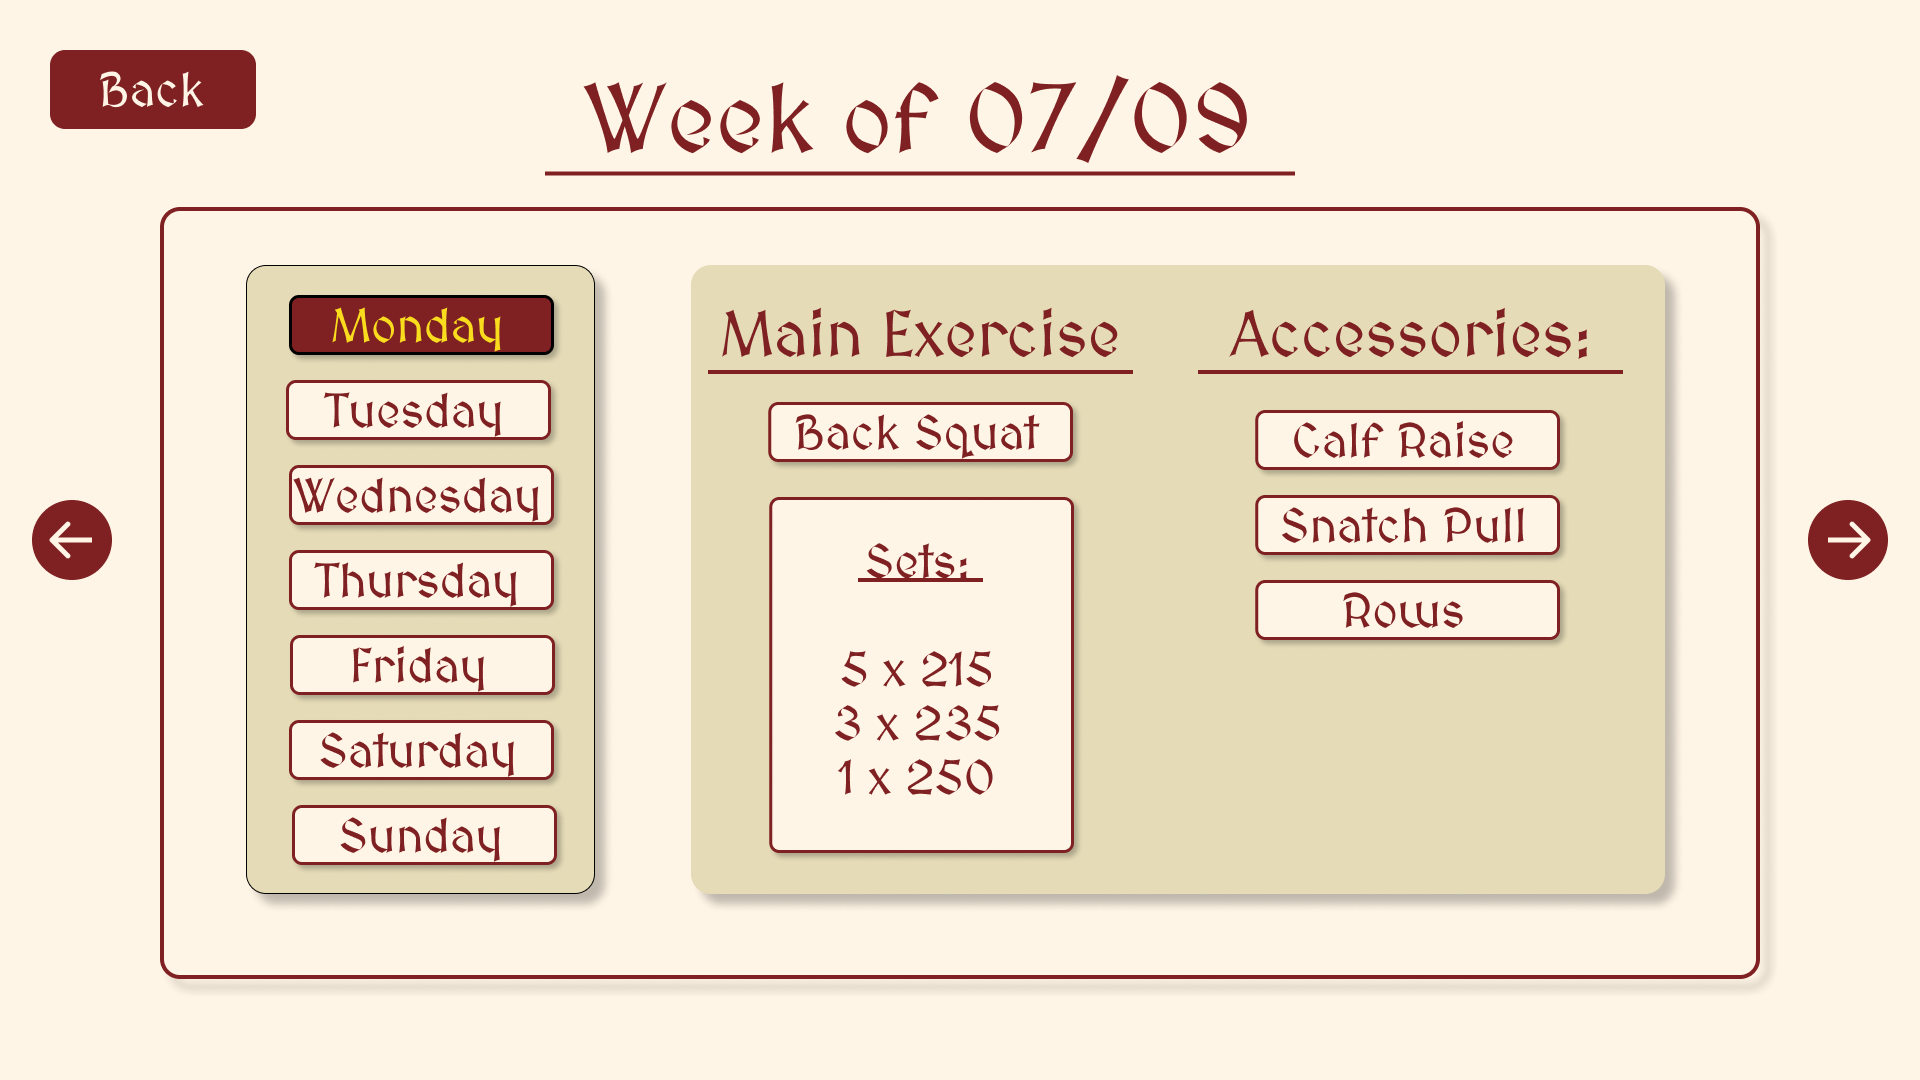 Back
Week of 07/09
Monday
Tuesday
Wednesday
Thursday
Friday
Saturday
Sunday
Main Exercise
Back Squat
Sets:
5 x 215
3 x 235
1 x 250
Accessories:
Calf Raise
Snatch Pull
Rows